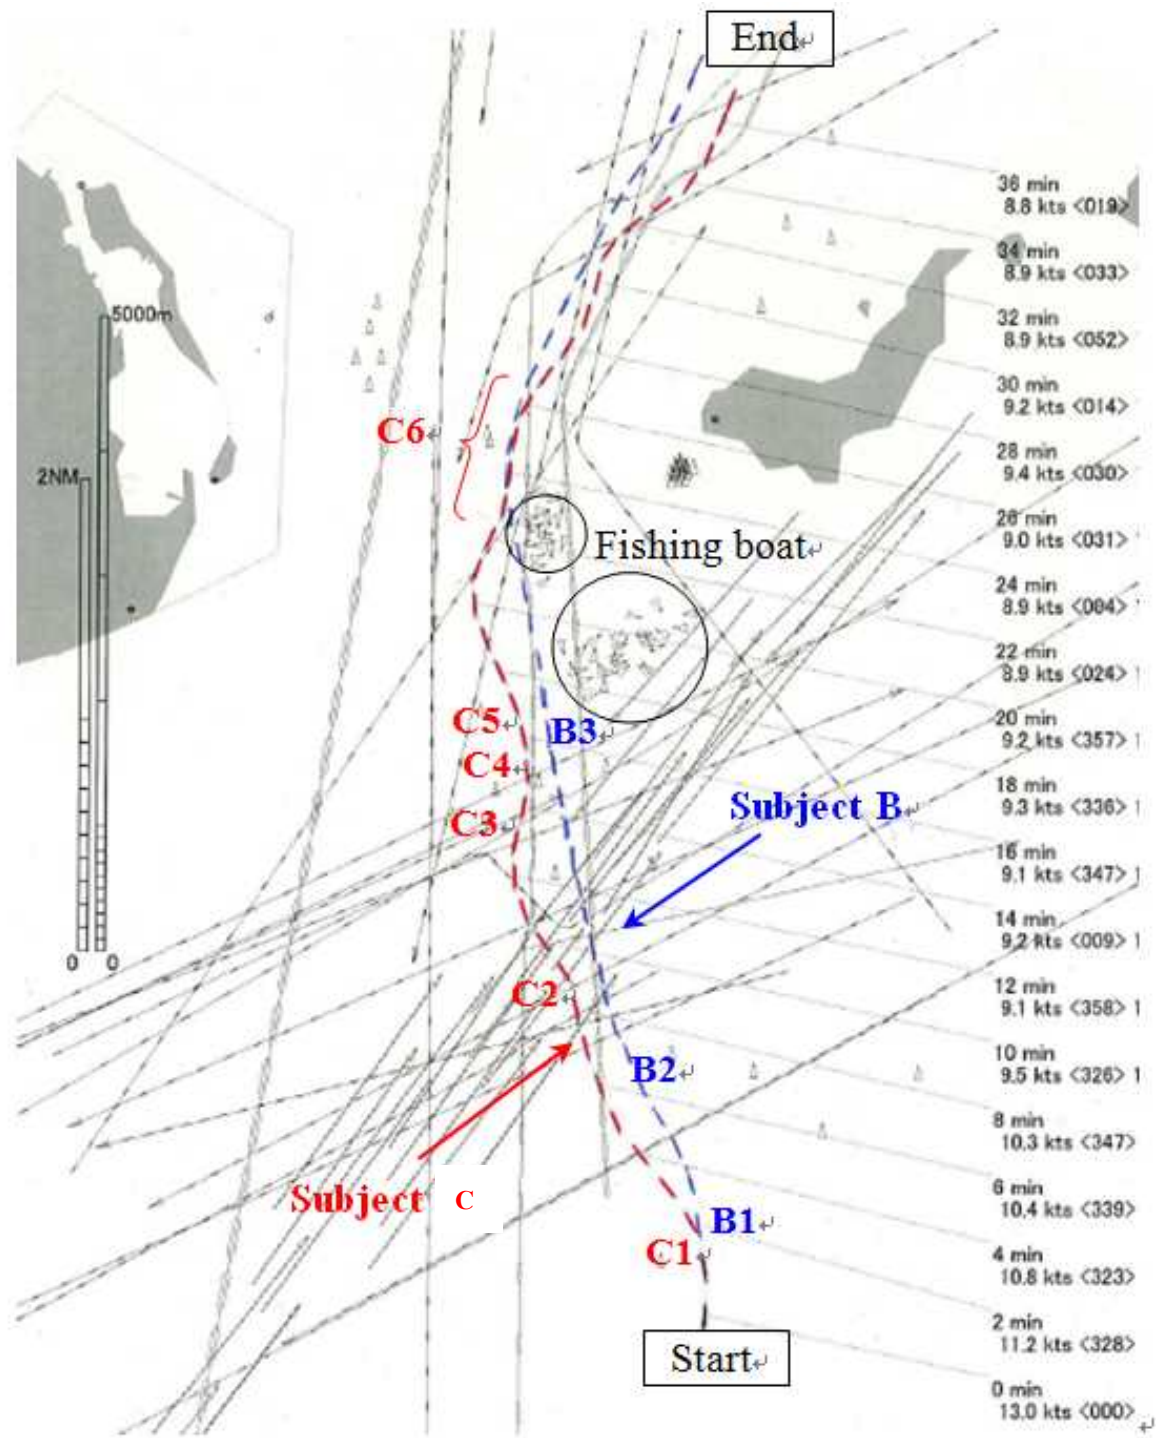 End
36 min
8.8 kts <019>
34 min
8.9 kts <033>
5000m
32 min
8.9 kts <052>
30 min
9.2 kts <014>
C6
28 min
9.4 kts <030>
2NM
26 min
9.0 kts <031>
Fishing boat
24 min
8.9 kts <004>
22 min
8.9 kts <024>
C5
B3
20 min
9.2 kts <357>
C4
18 min
9.3 kts <336>
Subject B
C3
16 min
9.1 kts <347>
14 min
9.2 kts <009>
0 0
C2
12 min
9.1 kts <358>
B2
10 min
9.5 kts <326>
8 min
10.3 kts <347>
Subject C
6 min
10.4 kts <339>
B1
C1
4 min
10.8 kts <323>
2 min
11.2 kts <328>
Start
0 min
13.0 kts <000>